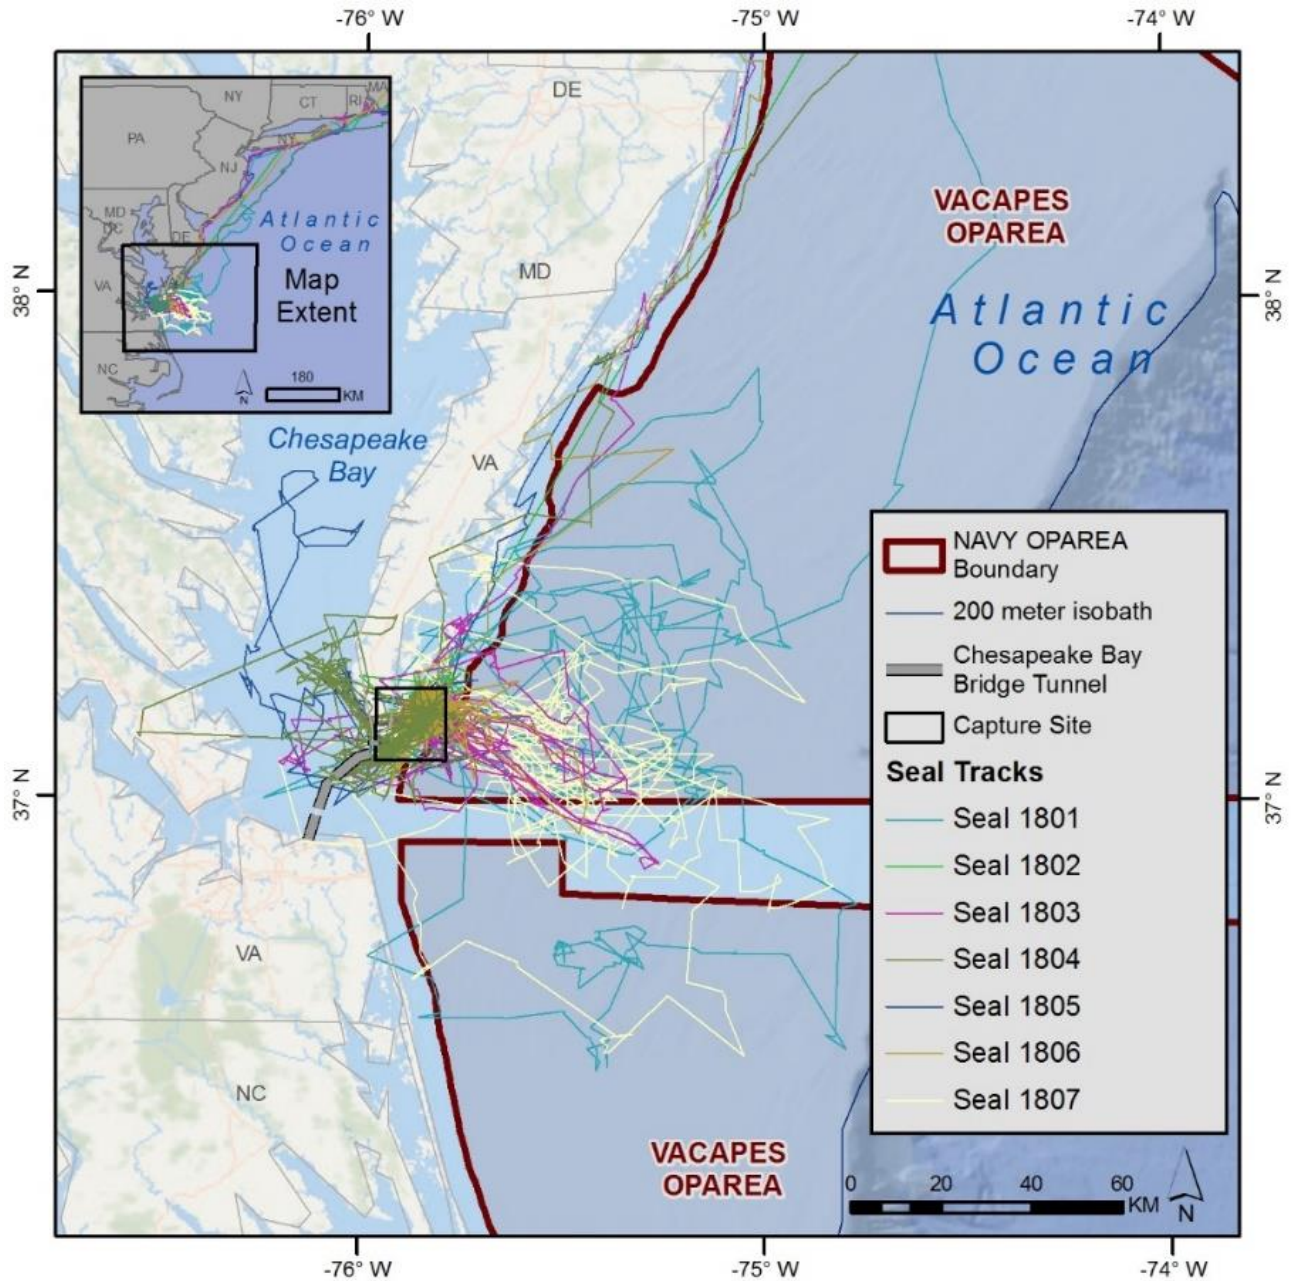 -76° W
-75° W
-74° W
NY
CT
RI
MA
PA
NY
NJ
MD
DC
DE
VA
NC
Atlantic
Ocean
Map
Extent
180
KM
N
DE
MD
VA
VACAPES
OPAREA
Atlantic
Ocean
38° N
38° N
Chesapeake
Bay
NAVY OPAREA
Boundary
200 meter isobath
Chesapeake Bay
Bridge Tunnel
Capture Site
Seal Tracks
Seal 1801
Seal 1802
Seal 1803
Seal 1804
Seal 1805
Seal 1806
Seal 1807
37° N
37° N
VA
NC
VACAPES
OPAREA
0
20
40
60
KM
N
-76° W
-75° W
-74° W